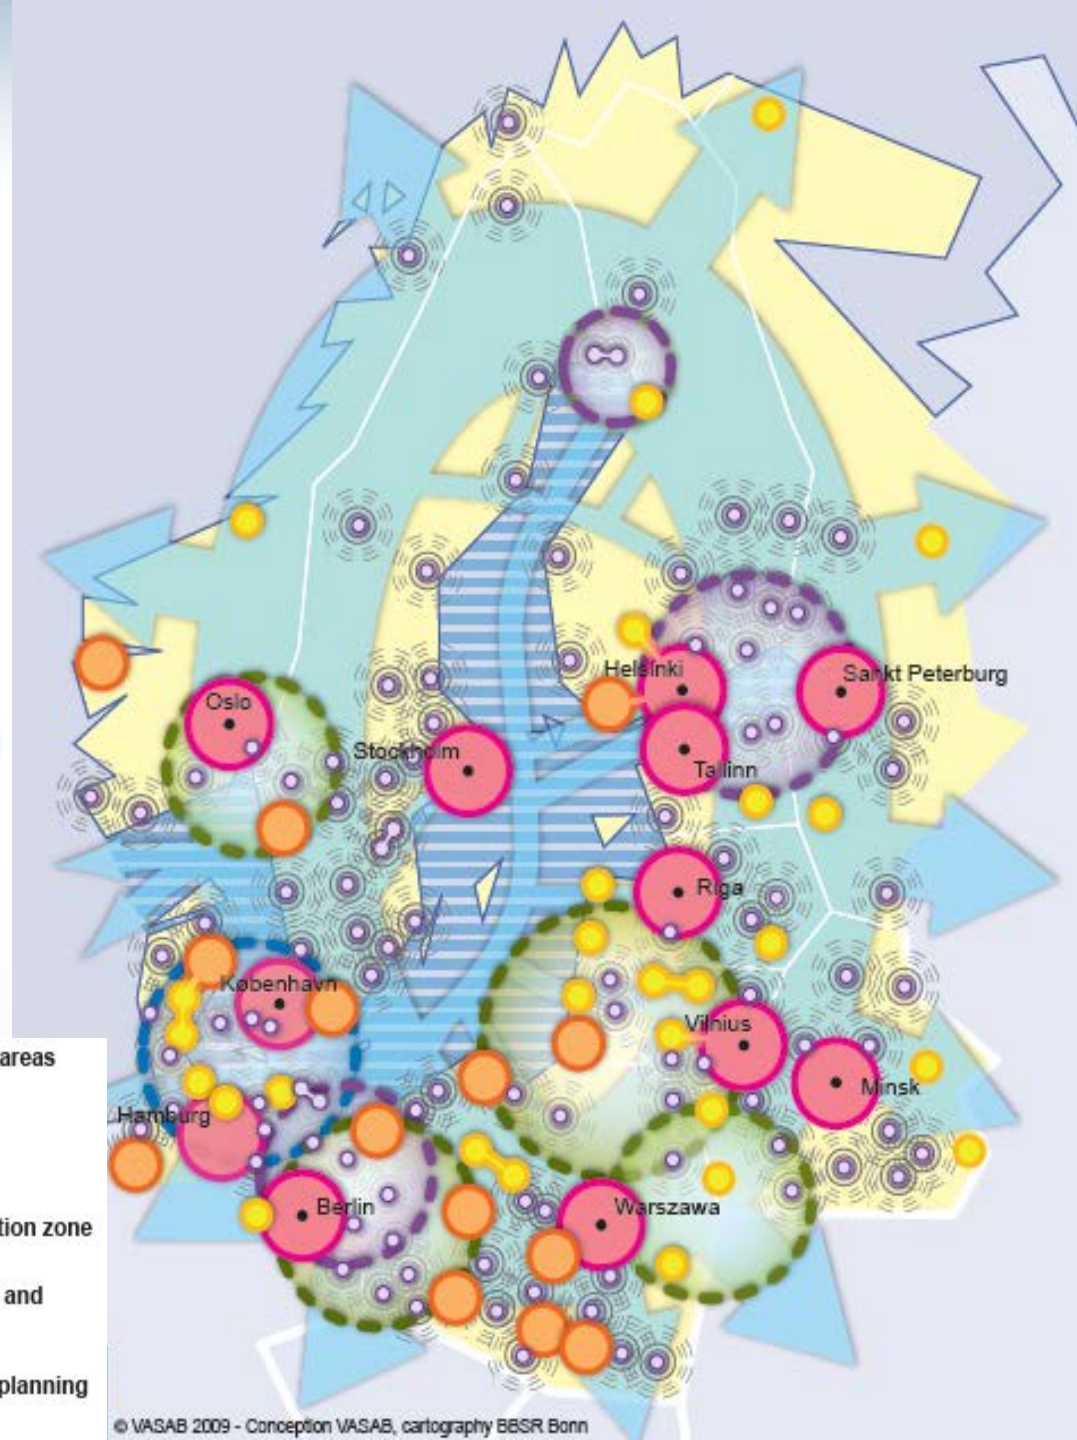 Helsinki
Sankt Peterburg
Oslo
Stockholm
Tallinn
Riga
København
Vilnius
areas
Minsk
Hamburg
Berlin
Warszawa
tion zone
and
planning
© VASAB 2009 - Conception VASAB, cartography BBSR Bonn